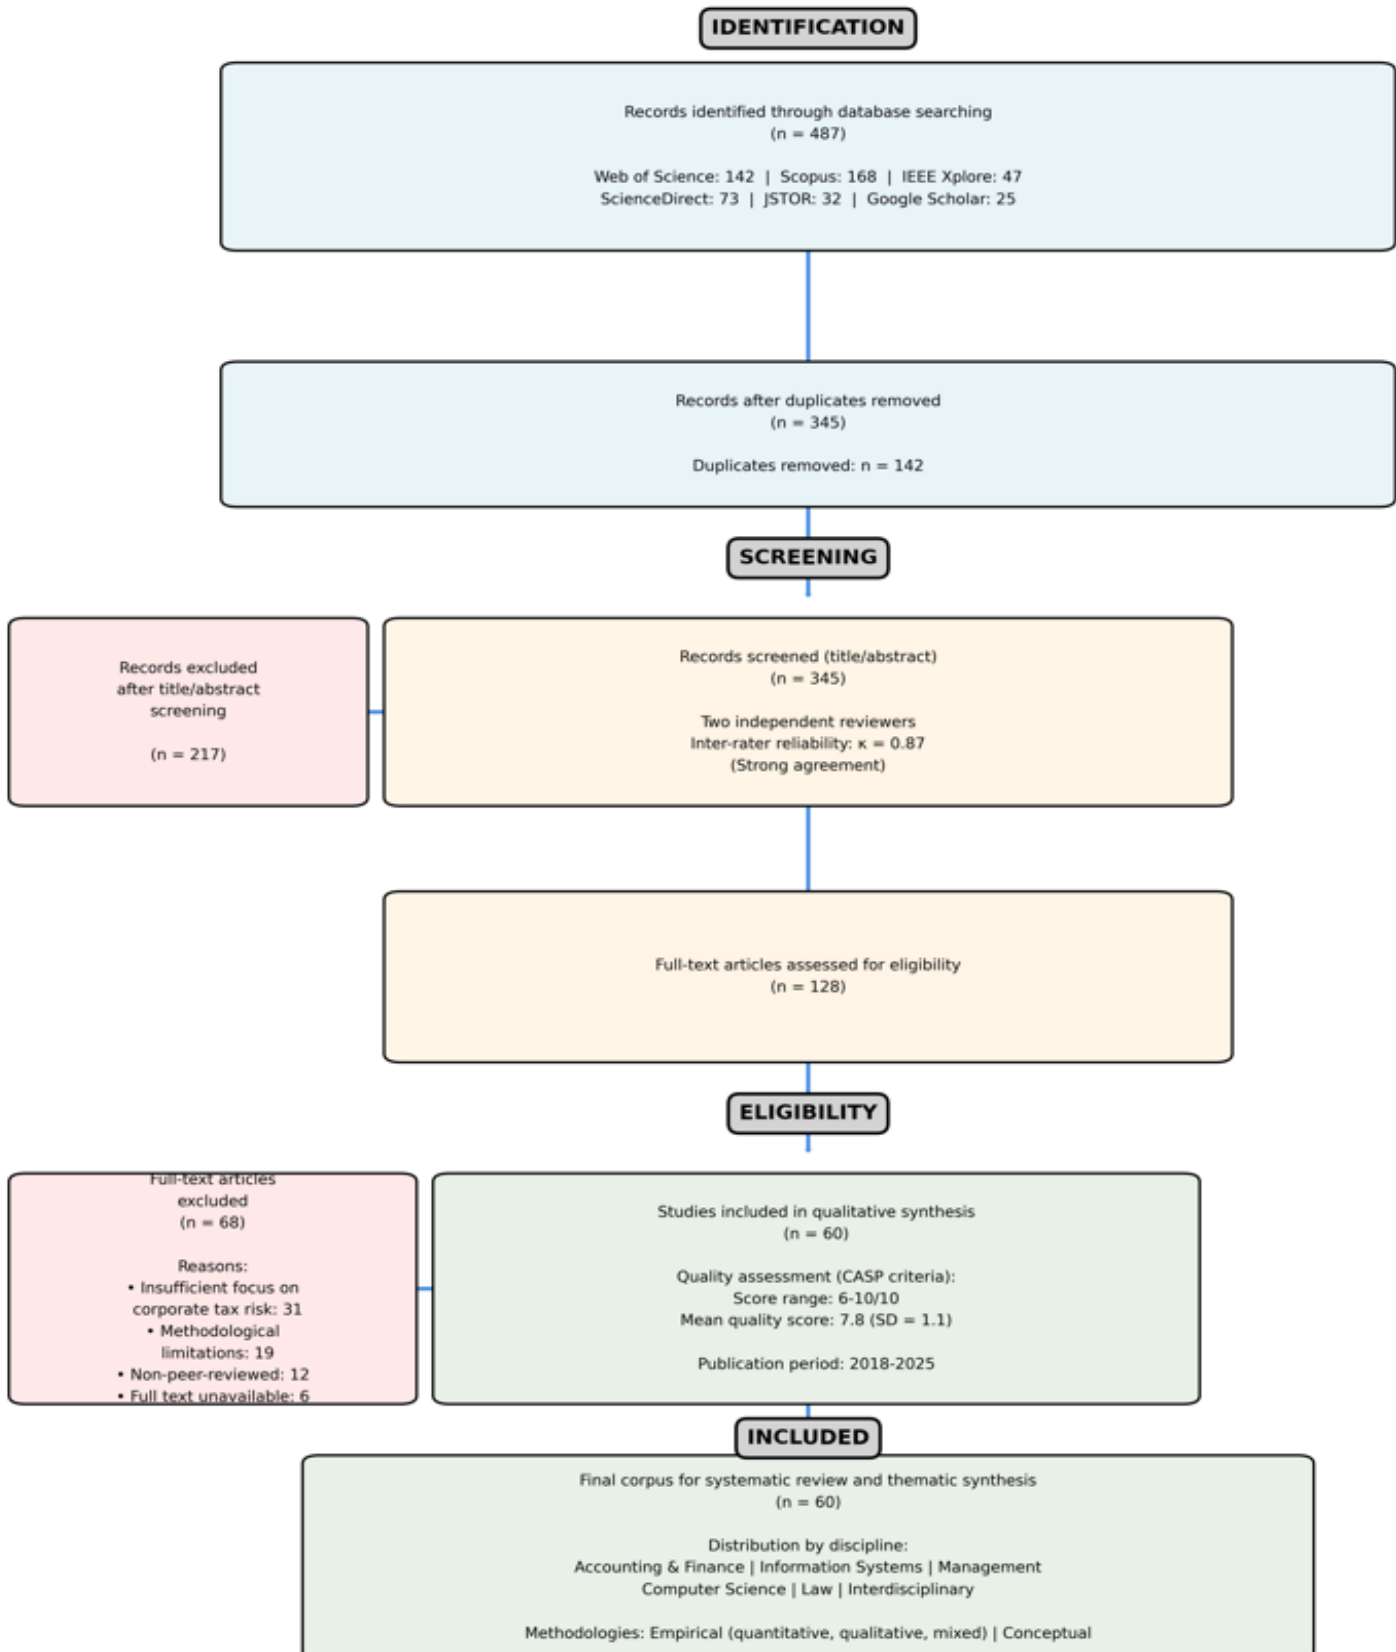 IDENTIFICATION
Records identified through database searching
(n = 487)
Web of Science: 142 | Scopus: 168 | IEEE Xplore: 47
ScienceDirect: 73 | JSTOR: 32 | Google Scholar: 25
Records after duplicates removed
(n = 345)
Duplicates removed: n = 142
SCREENING
Records excluded
after title/abstract
screening
(n = 217)
Records screened (title/abstract)
(n = 345)
Two independent reviewers
Inter-rater reliability: κ = 0.87
(Strong agreement)
Full-text articles assessed for eligibility
(n = 128)
ELIGIBILITY
Full-text articles
excluded
(n = 68)
Reasons:
• Insufficient focus on
corporate tax risk: 31
• Methodological
limitations: 19
• Non-peer-reviewed: 12
• Full text unavailable: 6
Studies included in qualitative synthesis
(n = 60)
Quality assessment (CASP criteria):
Score range: 6-10/10
Mean quality score: 7.8 (SD = 1.1)
Publication period: 2018-2025
INCLUDED
Final corpus for systematic review and thematic synthesis
(n = 60)
Distribution by discipline:
Accounting & Finance | Information Systems | Management
Computer Science | Law | Interdisciplinary
Methodologies: Empirical (quantitative, qualitative, mixed) | Conceptual